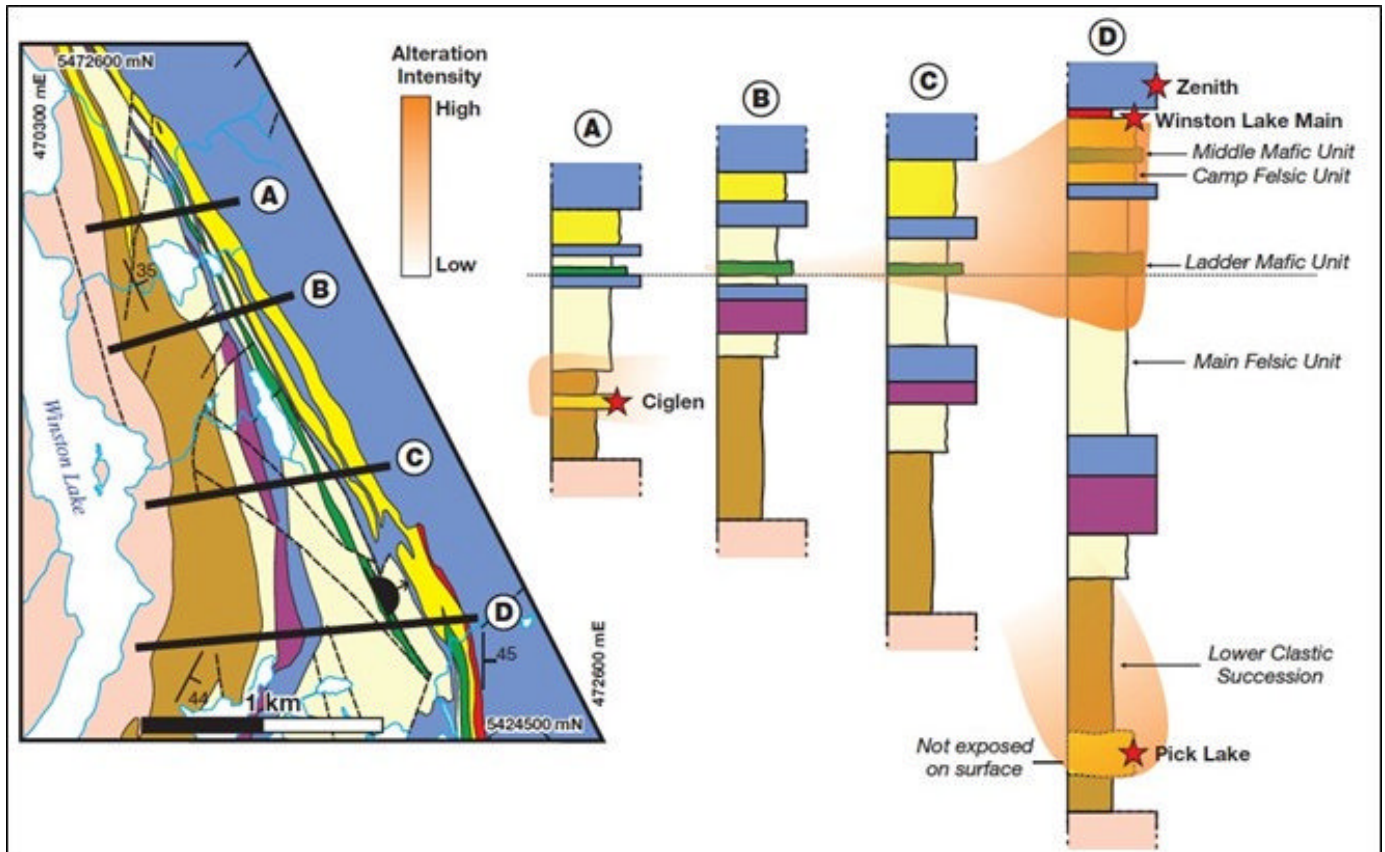 5472600 mN
470300 mE
A
35
B
Winston Lake
C
D
45
44
1 km
472600 mE
5424500 mN
Alteration
Intensity
High
Low
A
B
C
D
Zenith
Winston Lake Main
Middle Mafic Unit
Camp Felsic Unit
Ladder Mafic Unit
Main Felsic Unit
Ciglen
Lower Clastic
Succession
Not exposed
on surface
Pick Lake